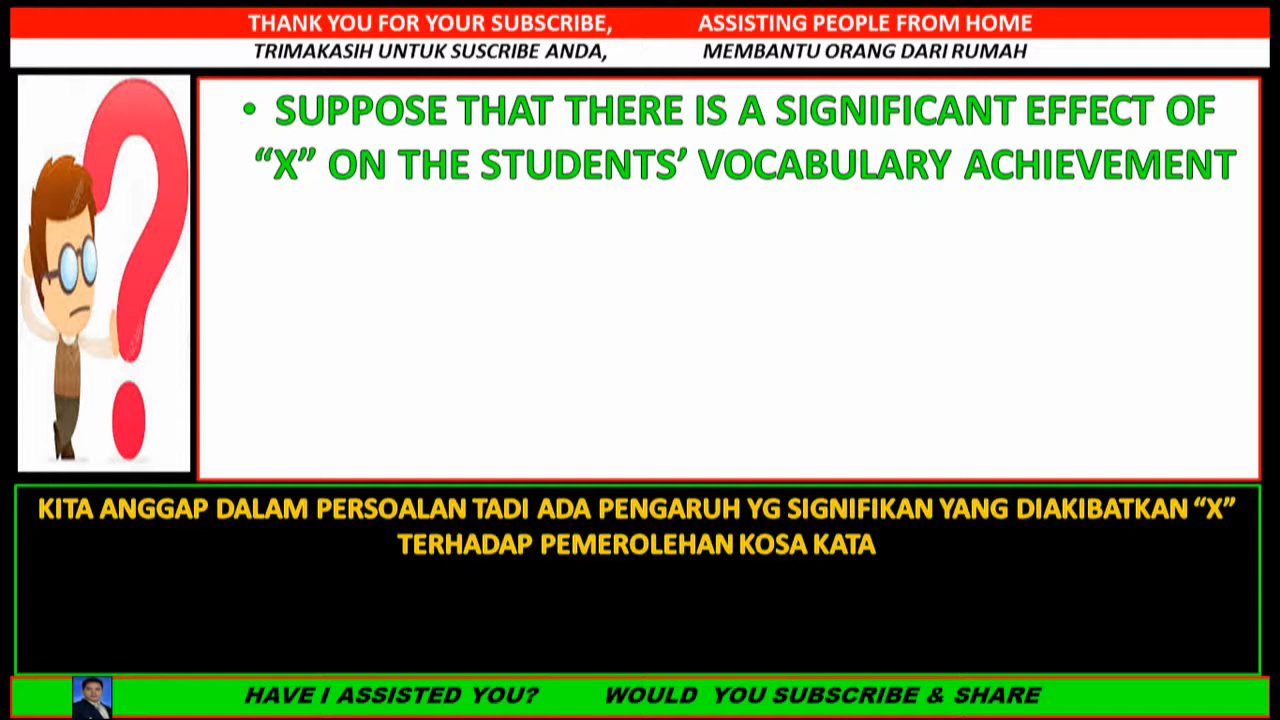 THANK YOU FOR YOUR SUBSCRIBE, ASSISTING PEOPLE FROM HOME
TRIMAKASIH UNTUK SUSCRIBE ANDA, MEMBANTU ORANG DARI RUMAH
• SUPPOSE THAT THERE IS A SIGNIFICANT EFFECT OF
“X” ON THE STUDENTS’ VOCABULARY ACHIEVEMENT
KITA ANGGAP DALAM PERSOALAN TADI ADA PENGARUH YG SIGNIFIKAN YANG DIAKIBATKAN “X”
TERHADAP PEMEROLEHAN KOSA KATA
HAVE I ASSISTED YOU? WOULD YOU SUBSCRIBE & SHARE